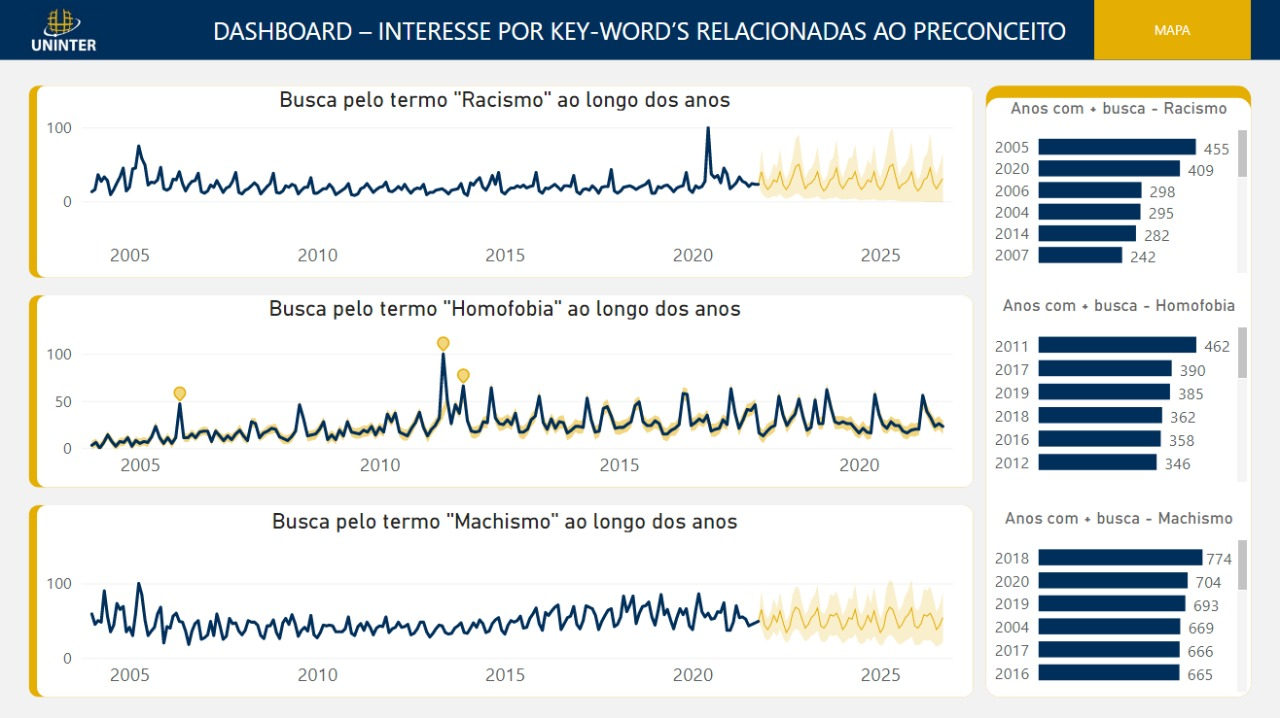 UNINTER
DASHBOARD – INTERESSE POR KEY-WORD'S RELACIONADAS AO PRECONCEITO
MAPA
Busca pelo termo "Racismo" ao longo dos anos
100
0
2005 2010 2015 2020 2025
Anos com + busca - Racismo
2005 455
2020 409
2006 298
2004 295
2014 282
2007 242
Busca pelo termo "Homofobia" ao longo dos anos
100
50
0
2005 2010 2015 2020
Anos com + busca - Homofobia
2011 462
2017 390
2019 385
2018 362
2016 358
2012 346
Busca pelo termo "Machismo" ao longo dos anos
100
0
2005 2010 2015 2020 2025
Anos com + busca - Machismo
2018 774
2020 704
2019 693
2004 669
2017 666
2016 665